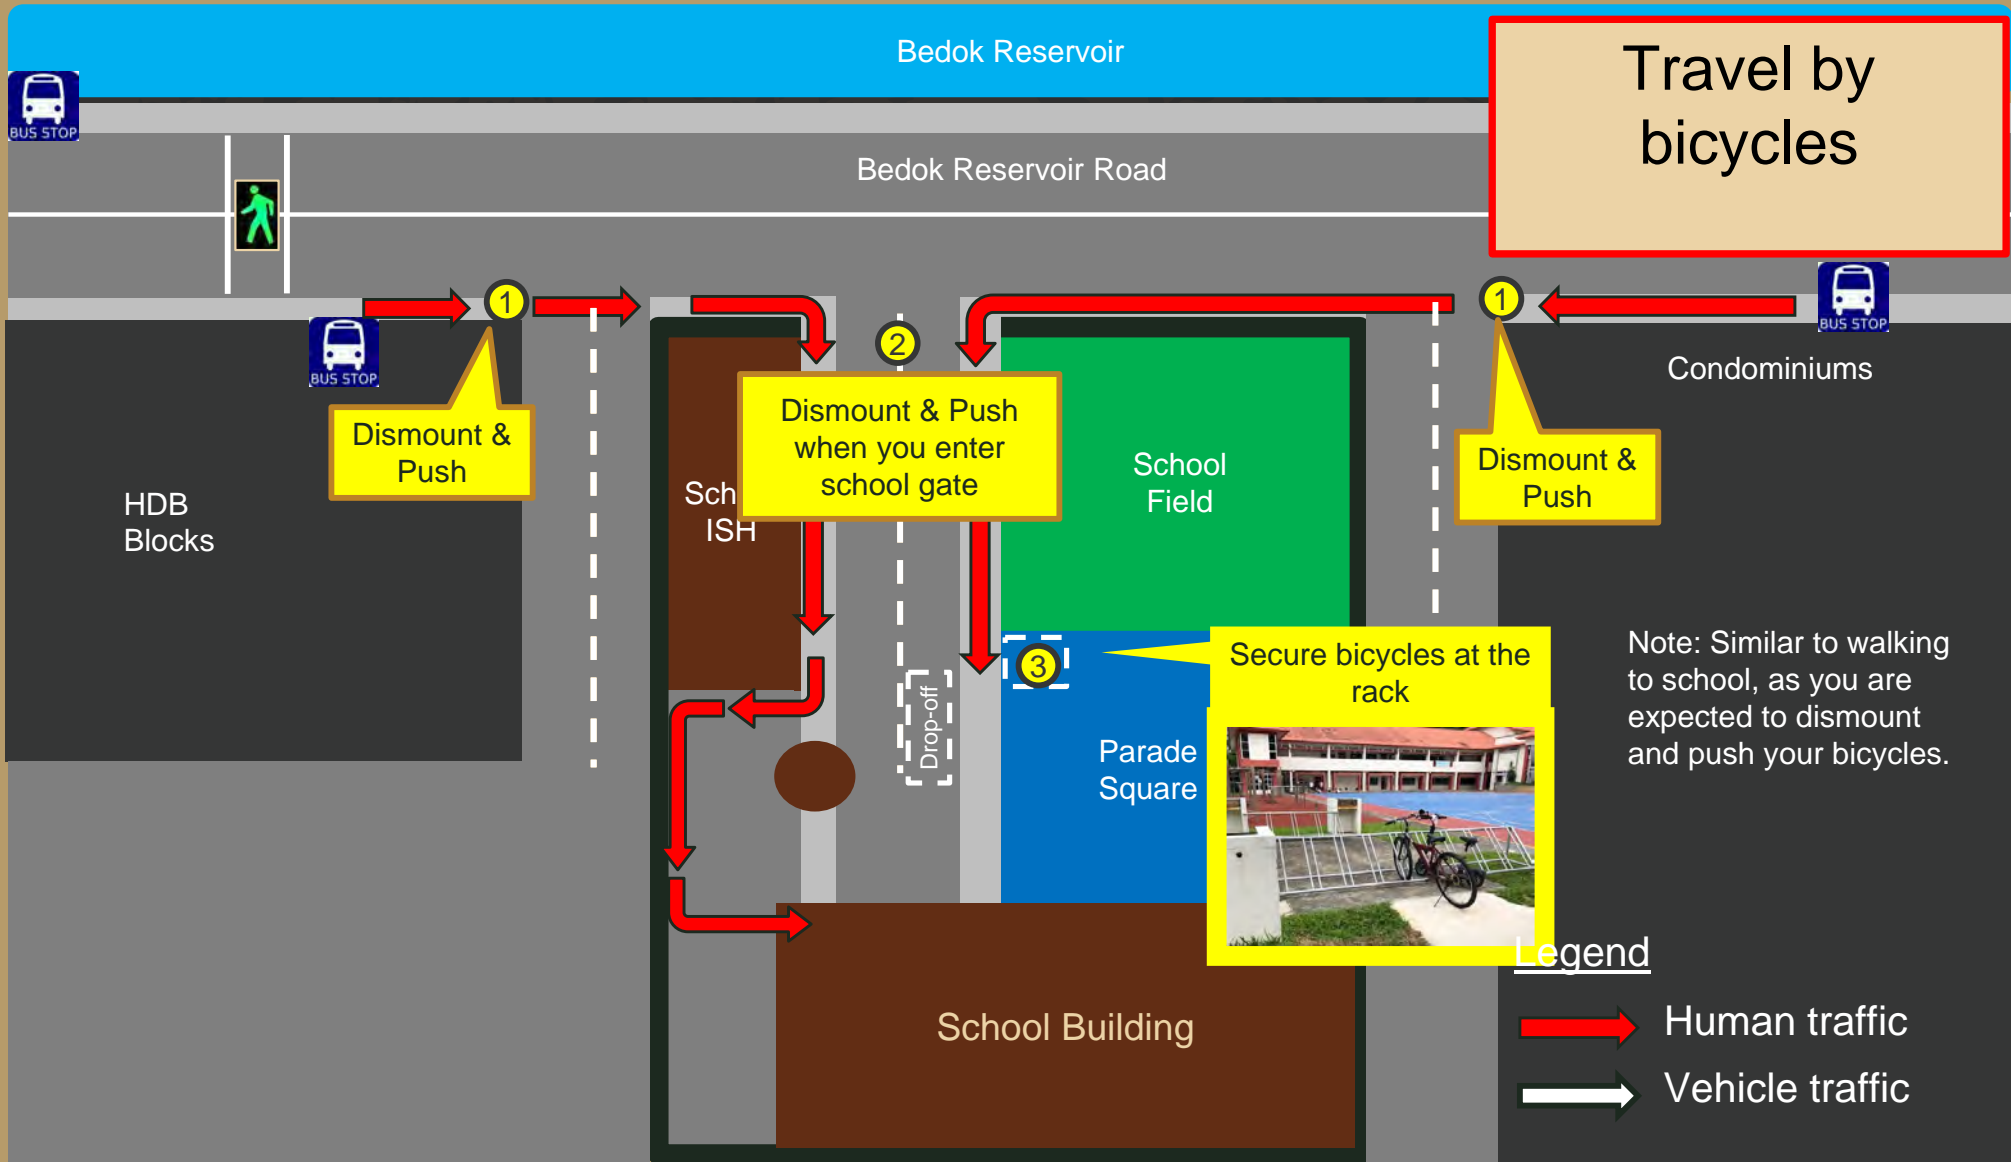 Bedok Reservoir
Travel by
bicycles
BUS STOP
Bedok Reservoir Road
1
1
2
BUS STOP
BUS STOP
Condominiums
Dismount &
Push
Dismount & Push
when you enter
school gate
Dismount &
Push
School
Field
HDB
Blocks
Sch
ISH
3
Secure bicycles at the
rack
Note: Similar to walking
to school, as you are
expected to dismount
and push your bicycles.
Drop-off
Parade
Square
Legend
School Building
Human traffic
Vehicle traffic